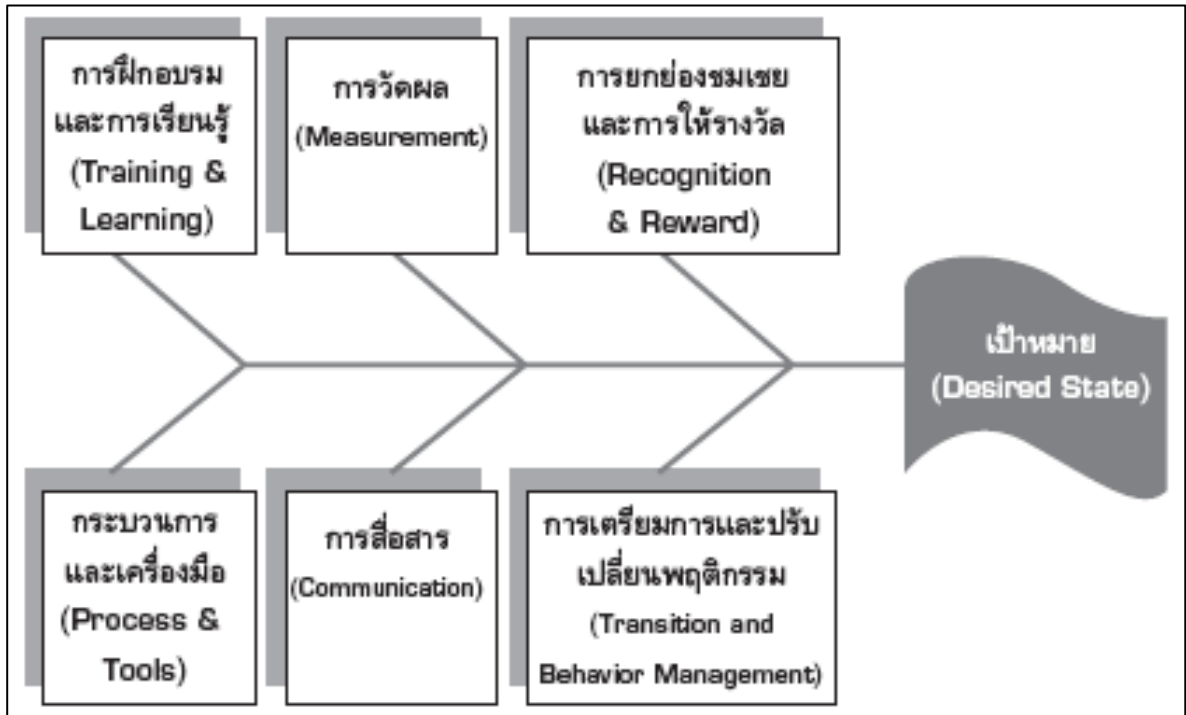 การฝึกอบรม
และการเรียนรู้
(Training &
Learning)
การวัดผล
(Measurement)
การยกย่องชมเชย
และการให้รางวัล
(Recognition
& Reward)
เป้าหมาย
(Desired State)
กระบวนการ
และเครื่องมือ
(Process &
Tools)
การสื่อสาร
(Communication)
การเตรียมการและปรับ
เปลี่ยนพฤติกรรม
(Transition and
Behavior Management)